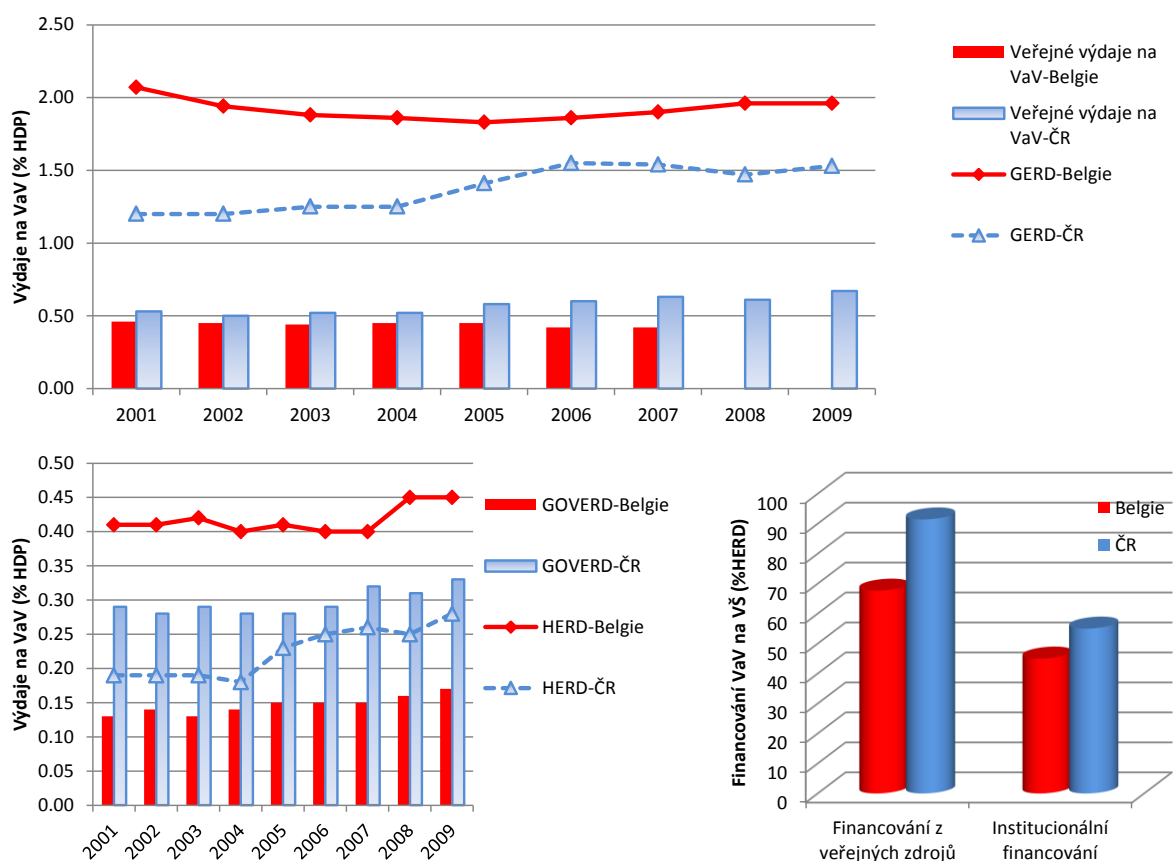 Výdaje na VaV (% HDP)
2.50
2.00
1.50
1.00
0.50
0.00
2001
2002
2003
2004
2005
2006
2007
2008
2009
Veřejné výdaje na
VaV-Belgie
Veřejné výdaje na
VaV-ČR
GERD-Belgie
GERD-ČR
Výdaje na VaV (% HDP)
0.50
0.45
0.40
0.35
0.30
0.25
0.20
0.15
0.10
0.05
0.00
2001
2002
2003
2004
2005
2006
2007
2008
2009
GOVERD-Belgie
GOVERD-ČR
HERD-Belgie
HERD-ČR
Financování VaV na VŠ (%HERD)
100
90
80
70
60
50
40
30
20
10
0
Financování z
veřejných zdrojů
Institucionální
financování
Belgie
ČR